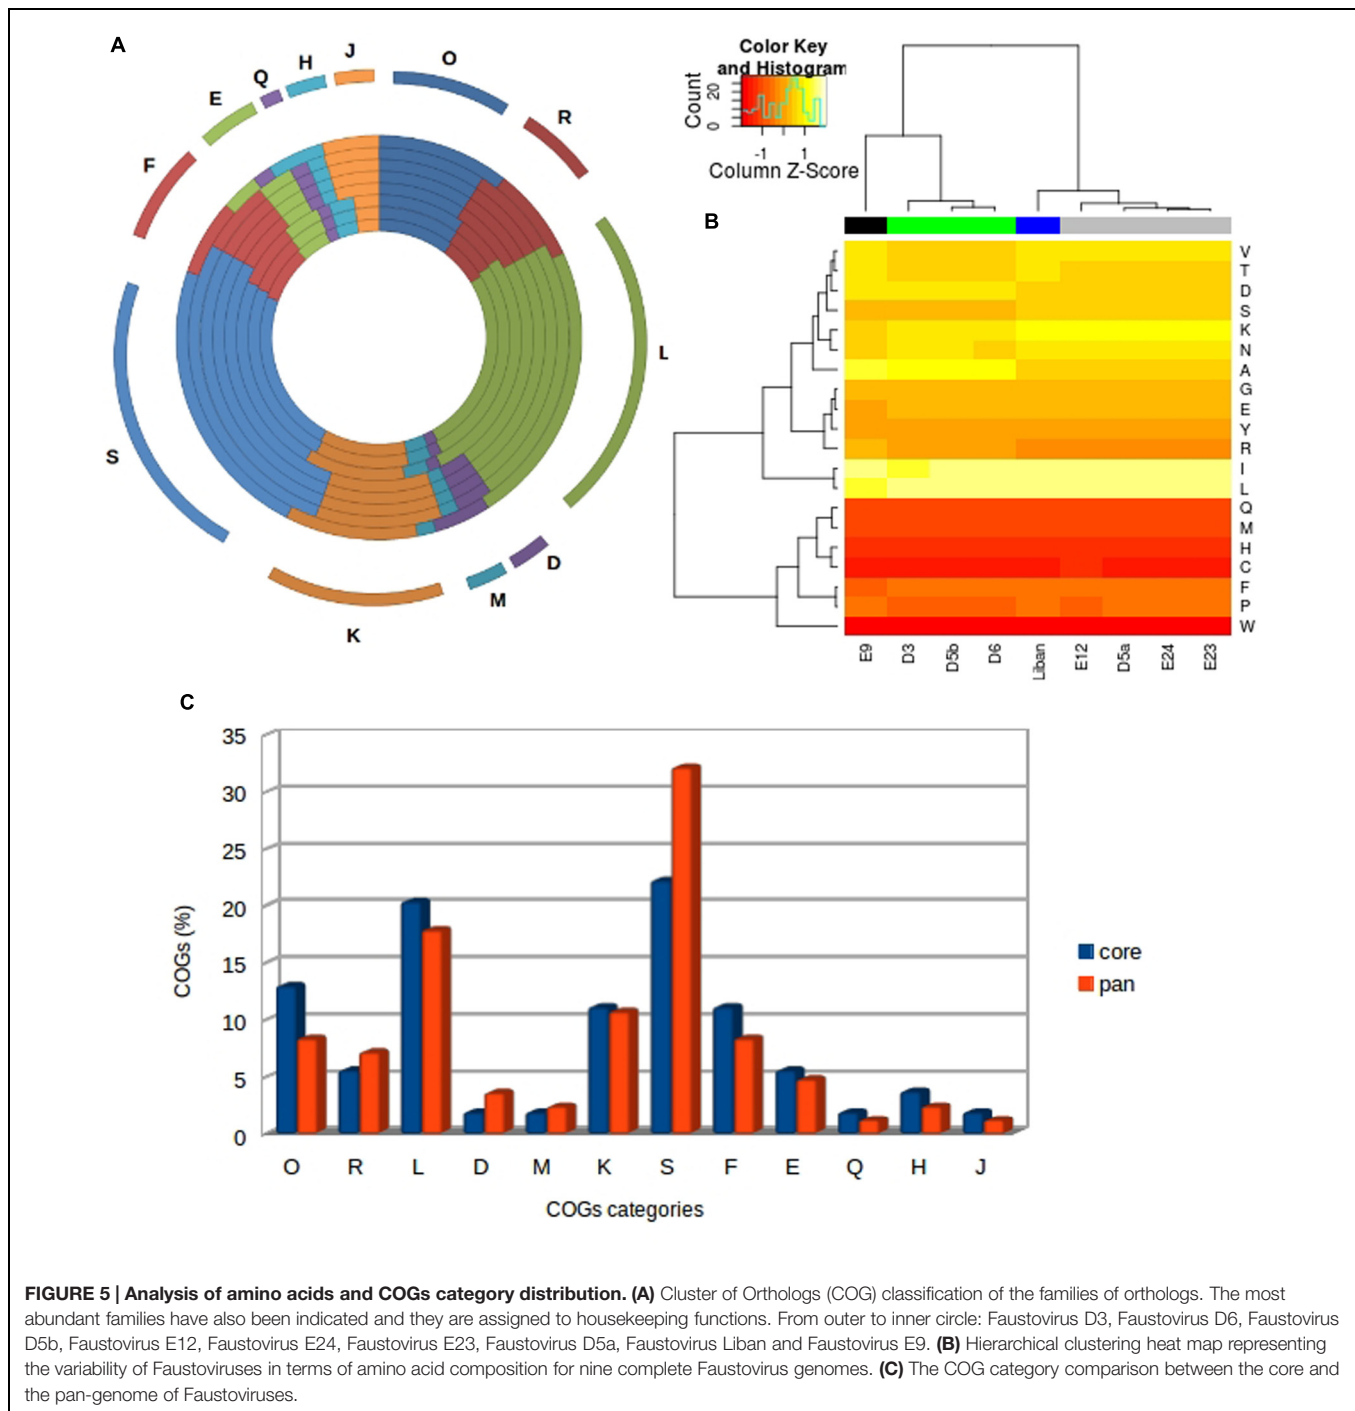 A
O
R
L
D
M
K
S
F
E
Q
H
J
Color Key
and Histogram
Count
0
20
-1
1
Column Z-Score
B
V
T
D
S
K
N
A
G
E
Y
R
I
L
Q
M
H
C
F
P
W
E9
D3
D5b
D6
Liban
E12
D5a
E24
E23
C
35
30
25
20
15
10
5
0
COGs (%)
O R L D M K S F E Q H J
COGs categories
core
pan
FIGURE 5 | Analysis of amino acids and COGs category distribution. (A) Cluster of Orthologs (COG) classification of the families of orthologs. The most
abundant families have also been indicated and they are assigned to housekeeping functions. From outer to inner circle: Faustovirus D3, Faustovirus D6, Faustovirus
D5b, Faustovirus E12, Faustovirus E24, Faustovirus E23, Faustovirus D5a, Faustovirus Liban and Faustovirus E9. (B) Hierarchical clustering heat map representing
the variability of Faustoviruses in terms of amino acid composition for nine complete Faustovirus genomes. (C) The COG category comparison between the core and
the pan-genome of Faustoviruses.